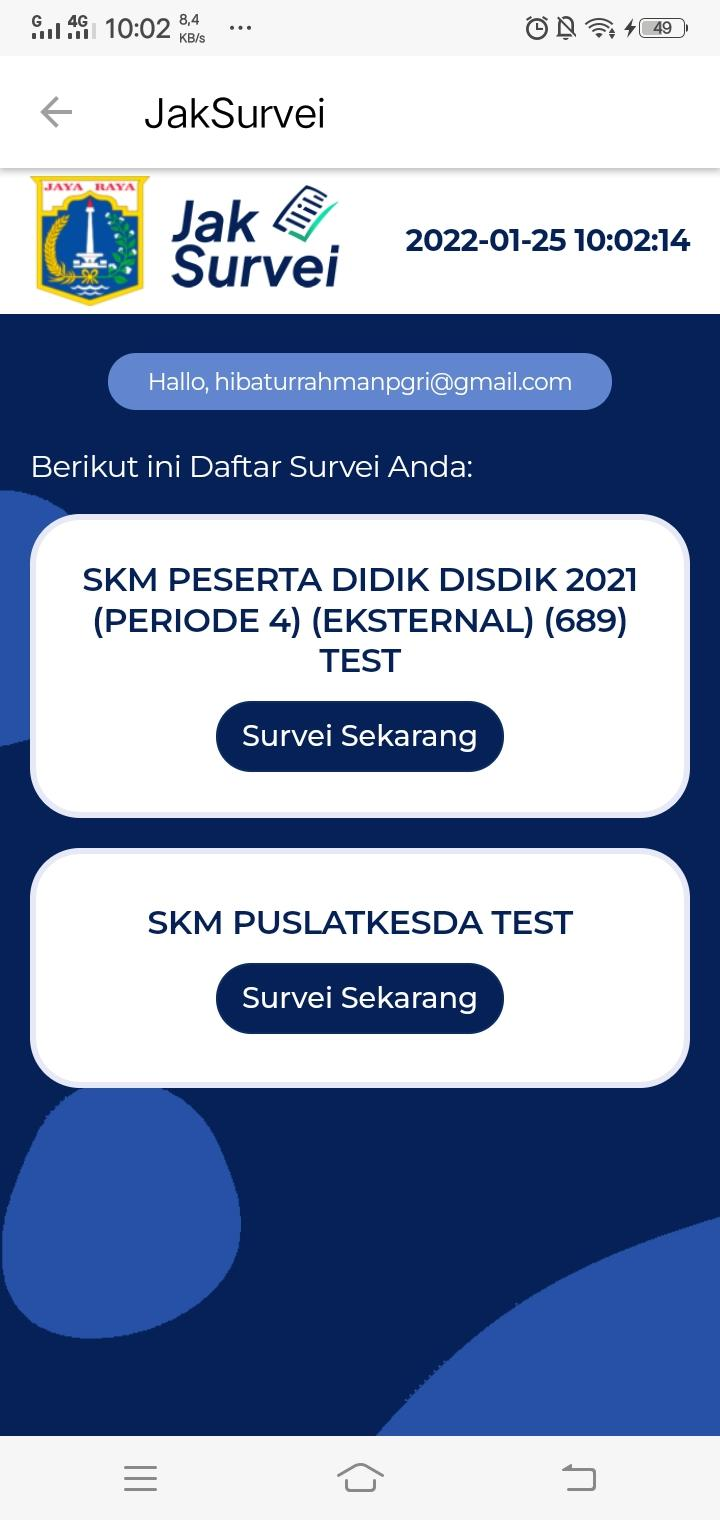 G 4G 10:02 8,4 KB/s ... 49
JakSurvei
JAYA RAYA
Jak
Survei
2022-01-25 10:02:14
Hallo, hibaturrahmanpgri@gmail.com
Berikut ini Daftar Survei Anda:
SKM PESERTA DIDIK DISDIK 2021
(PERIODE 4) (EKSTERNAL) (689)
TEST
Survei Sekarang
SKM PUSLATKESDA TEST
Survei Sekarang